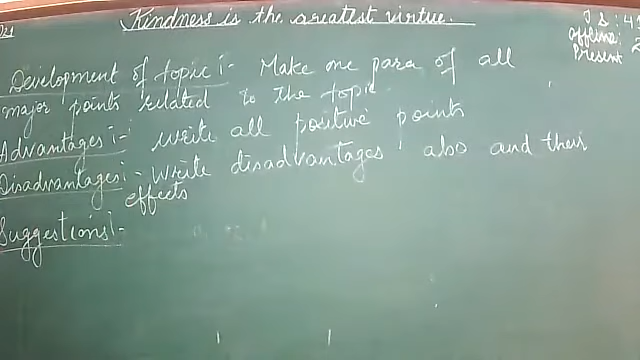 Kindness is the greatest virtue.
Development of topic :- Make one para of all
major points related to the topic
Advantages :- write all positive points
Disadvantages :- Write disadvantages also and their
effects
Suggestions :-
offline:
Present